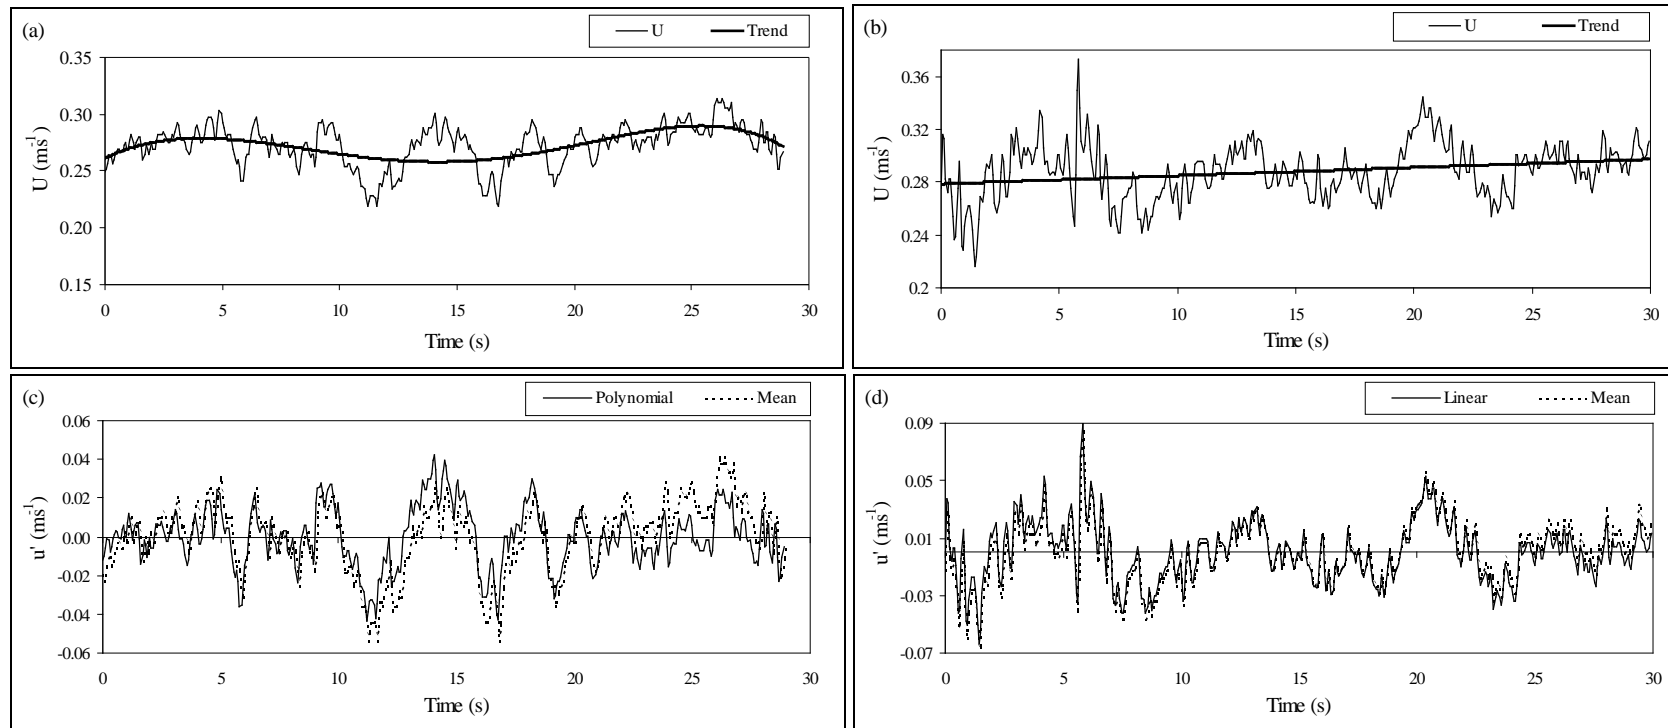 (a)
U Trend
0.35
0.30
0.25
0.20
0.15
U (ms-1)
0 5 10 15 20 25 30
Time (s)
(b)
U Trend
0.36
0.32
0.28
0.24
0.2
U (ms-1)
0 5 10 15 20 25 30
Time (s)
(c)
Polynomial Mean
0.06
0.04
0.02
0.00
-0.02
-0.04
-0.06
u' (ms-1)
0 5 10 15 20 25 30
Time (s)
(d)
Linear Mean
0.09
0.05
0.01
-0.03
-0.07
u' (ms-1)
0 5 10 15 20 25 30
Time (s)